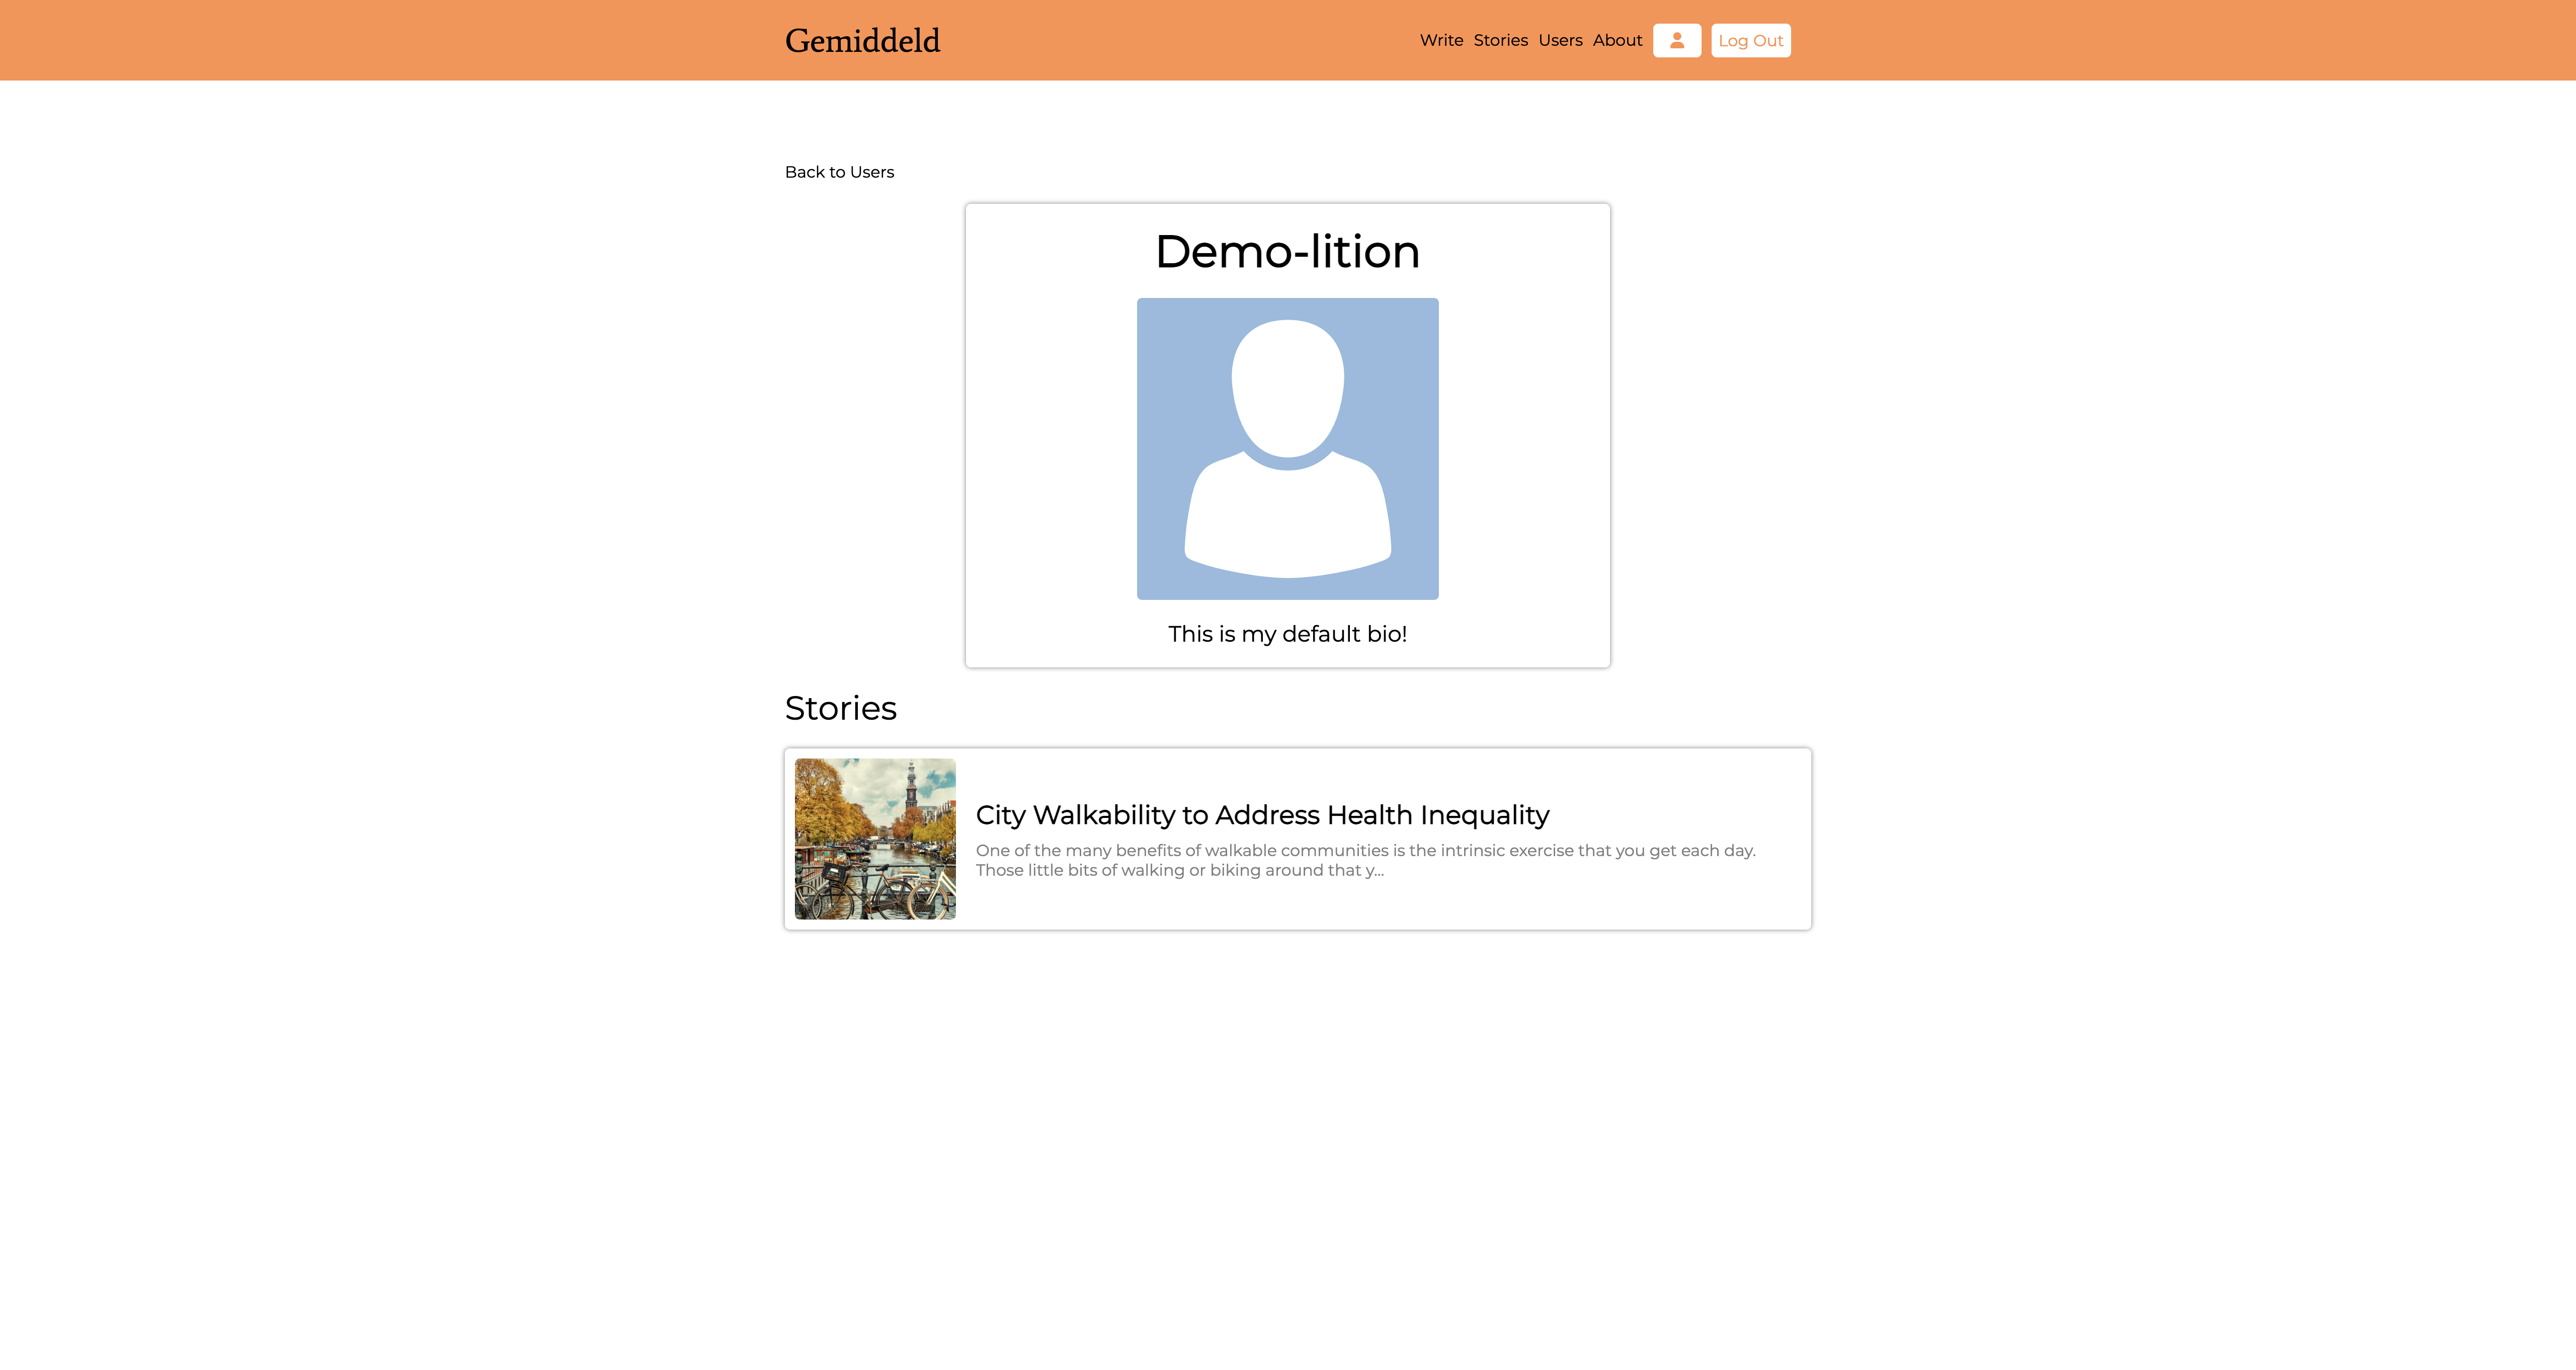 Gemiddeld
Write Stories Users About Log Out
Back to Users
Demo-lition
This is my default bio!
Stories
City Walkability to Address Health Inequality
One of the many benefits of walkable communities is the intrinsic exercise that you get each day.
Those little bits of walking or biking around that y...